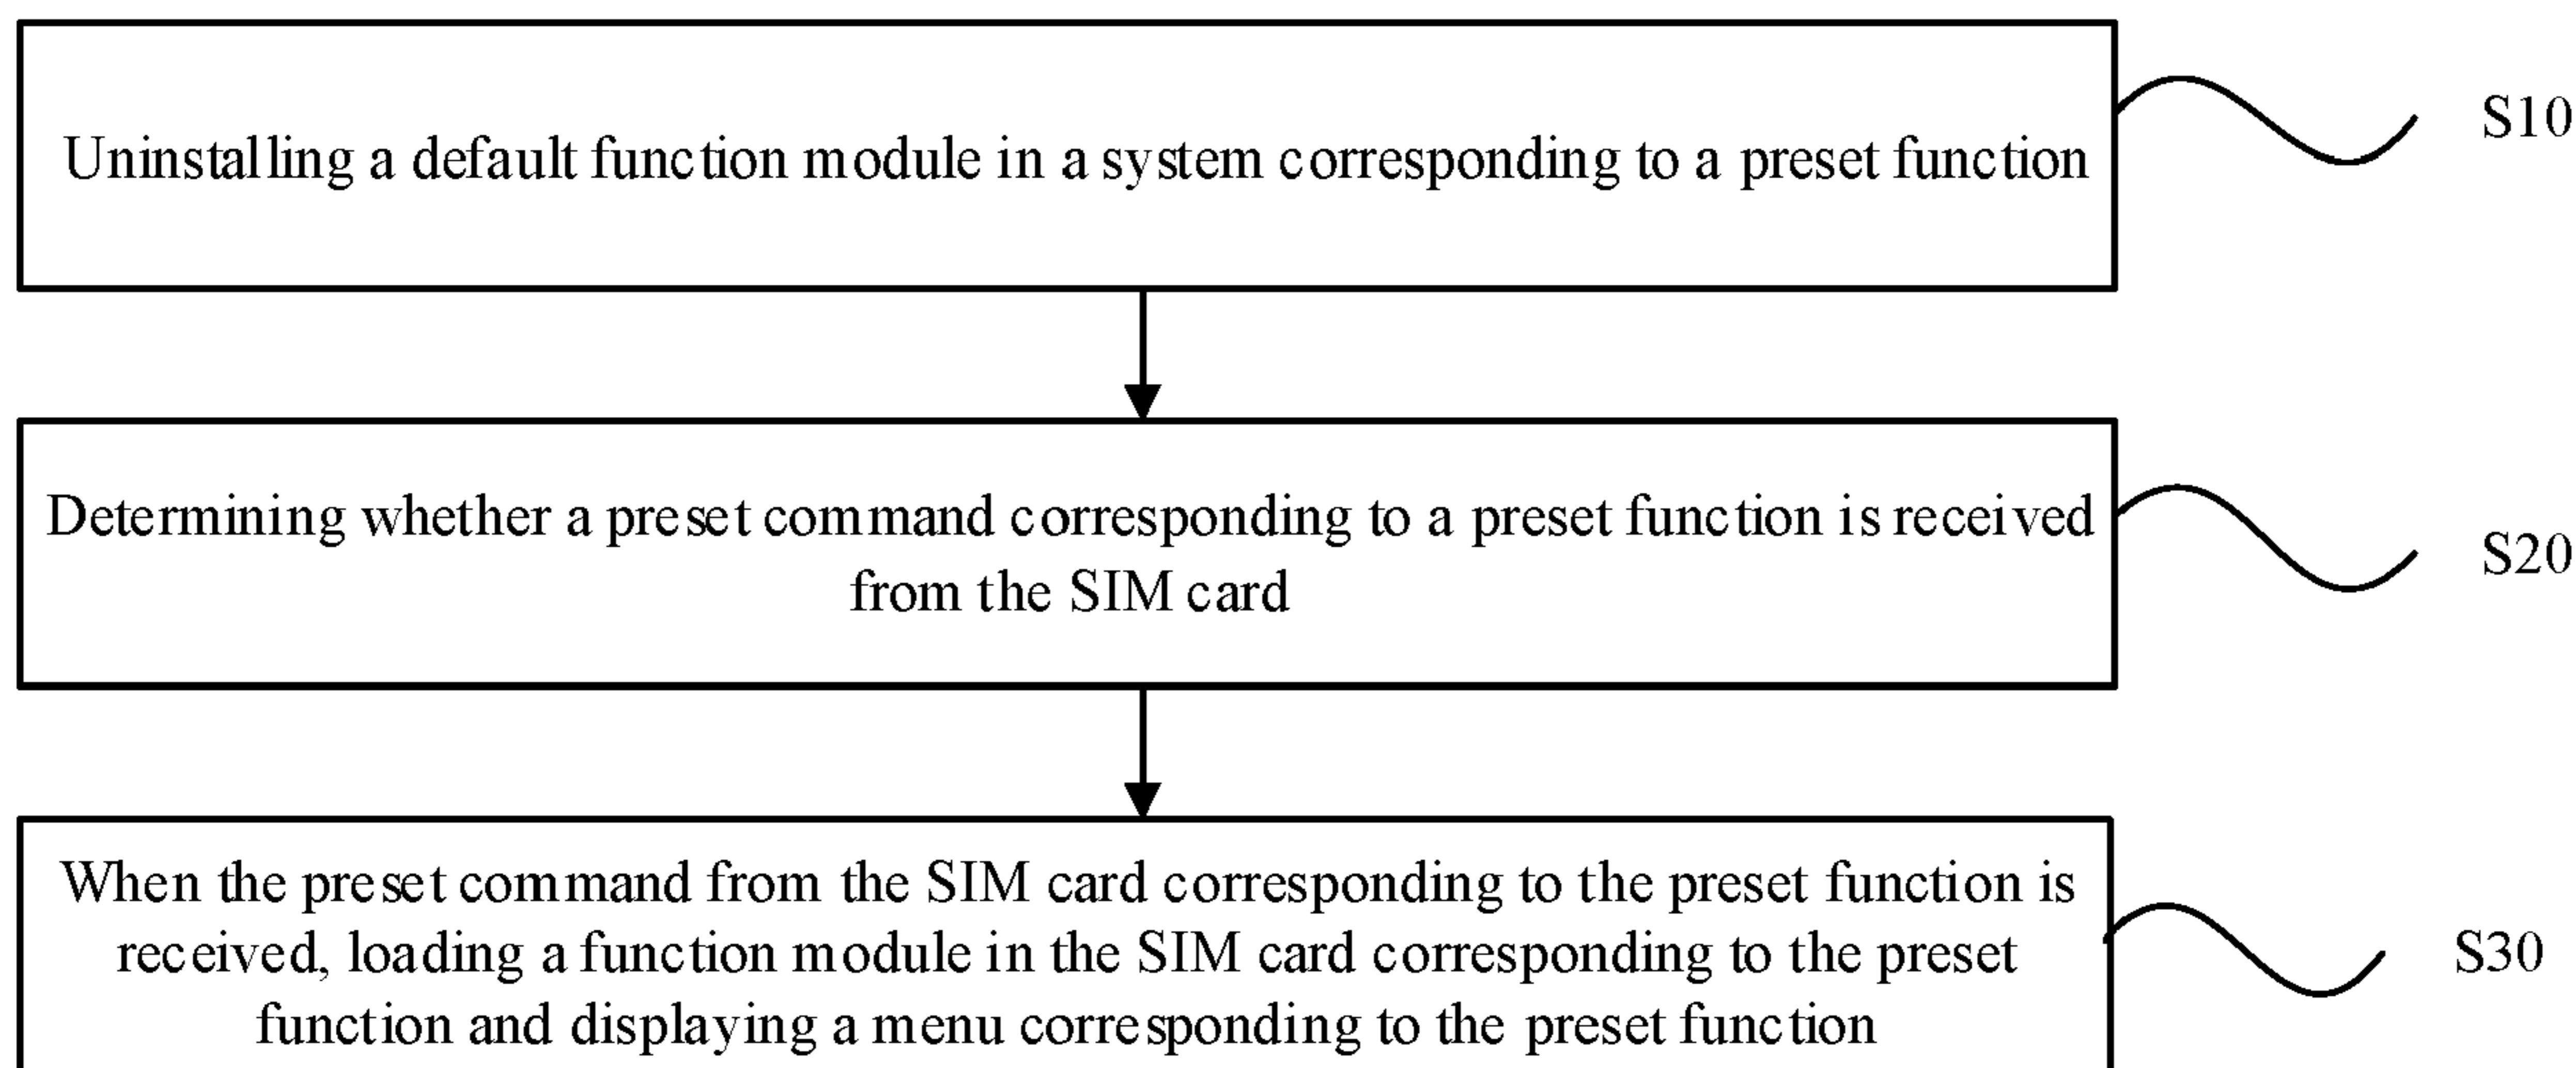 Uninstalling a default function module in a system corresponding to a preset function
S10
Determining whether a preset command corresponding to a preset function is received
from the SIM card
S20
When the preset command from the SIM card corresponding to the preset function is
received, loading a function module in the SIM card corresponding to the preset
function and displaying a menu corresponding to the preset function
S30